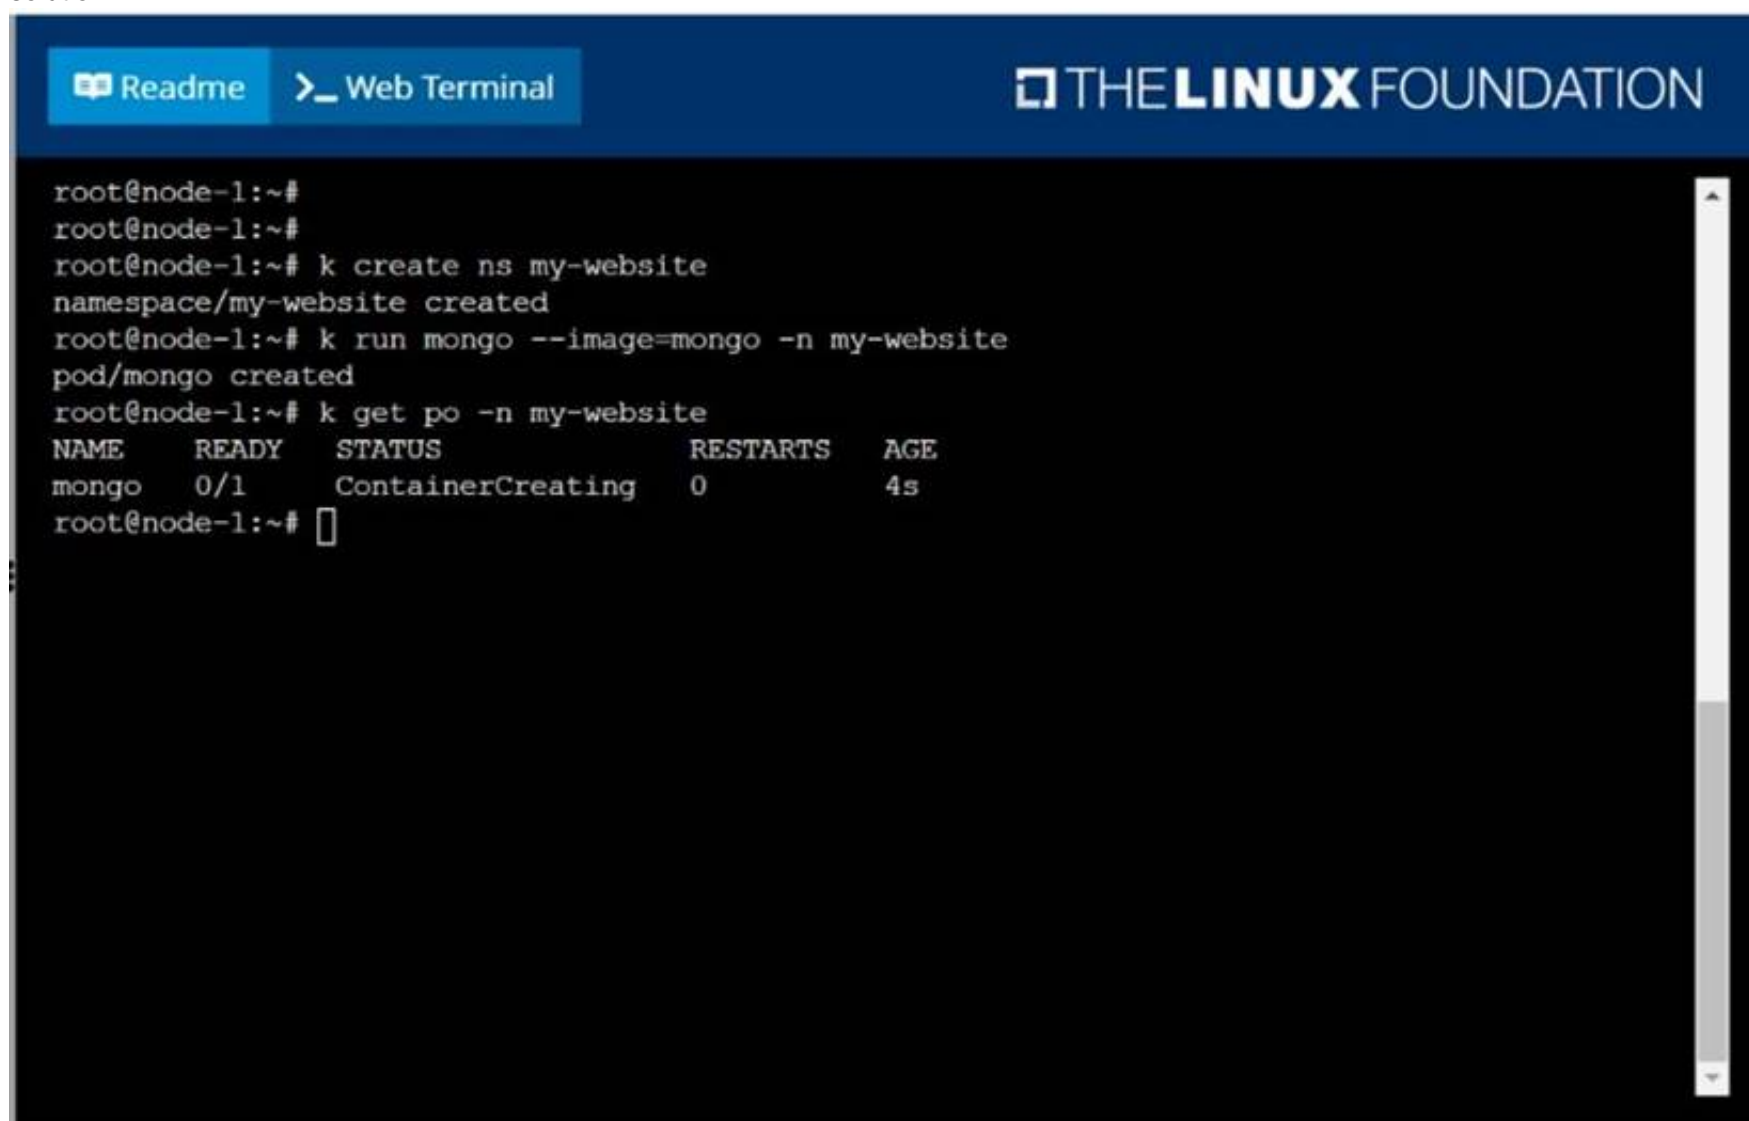 Readme >_ Web Terminal THE LINUX FOUNDATION
root@node-1:~#
root@node-1:~#
root@node-1:~# k create ns my-website
namespace/my-website created
root@node-1:~# k run mongo --image=mongo -n my-website
pod/mongo created
root@node-1:~# k get po -n my-website
NAME READY STATUS RESTARTS AGE
mongo 0/1 ContainerCreating 0 4s
root@node-1:~#